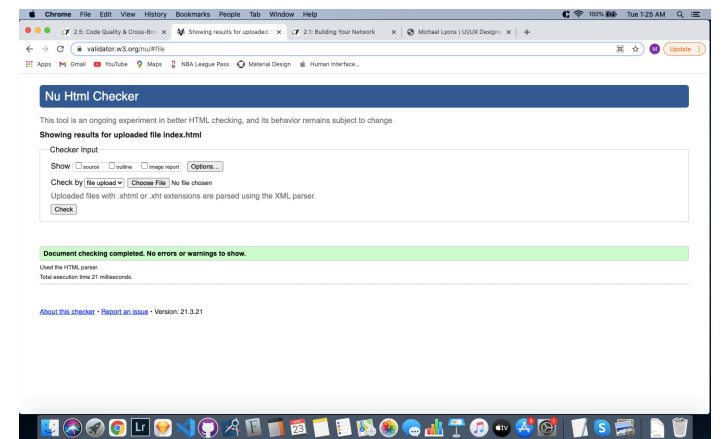 Chrome File Edit View History Bookmarks People Tab Window Help 100% Tue 1:25 AM
2.5: Code Quality & Cross-Bro Showing results for uploaded 2.1: Building Your Network Michael Lyons | UI/UX Designe
validator.w3.org/nu/#file M Update
Apps Gmail YouTube Maps NBA League Pass Material Design Human Interface...
Nu Html Checker
This tool is an ongoing experiment in better HTML checking, and its behavior remains subject to change
Showing results for uploaded file index.html
Checker Input
Show source outline image report Options...
Check by file upload Choose File No file chosen
Uploaded files with .xhtml or .xht extensions are parsed using the XML parser.
Check
Document checking completed. No errors or warnings to show.
Used the HTML parser.
Total execution time 21 milliseconds.
About this checker • Report an issue • Version: 21.3.21
Lr 23 tv S